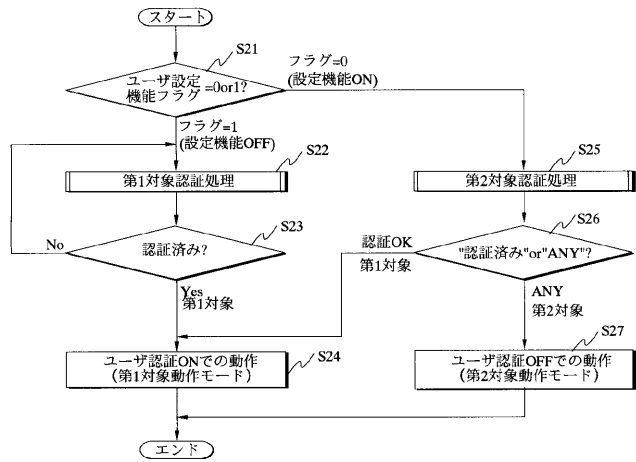 スタート
S21
ユーザ設定
機能フラグ =0or1?
フラグ=0
(設定機能ON)
フラグ=1
(設定機能OFF)
S22
第1対象認証処理
S25
第2対象認証処理
S23
認証済み?
No
Yes
第1対象
S26
"認証済み"or"ANY"?
認証OK
第1対象
ANY
第2対象
S24
ユーザ認証ONでの動作
(第1対象動作モード)
S27
ユーザ認証OFFでの動作
(第2対象動作モード)
エンド